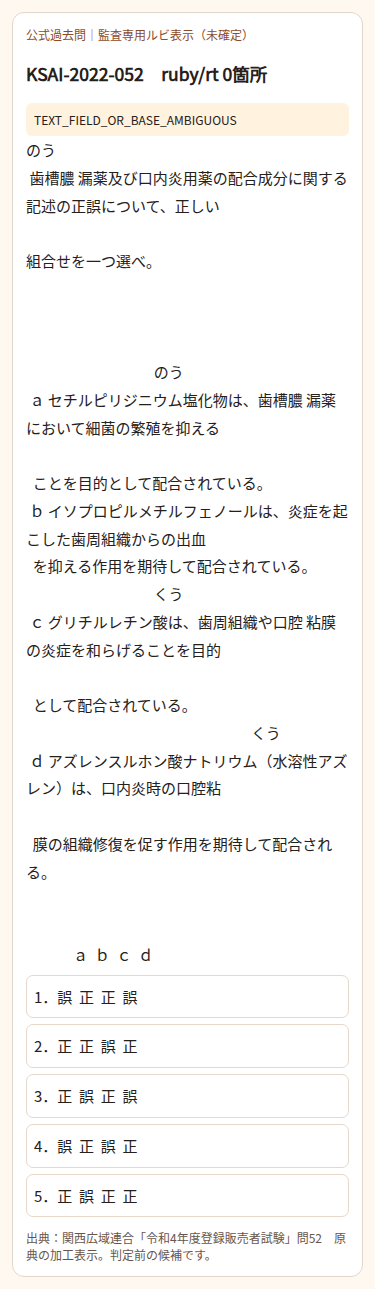 公式過去問｜監査専用ルビ表示（未確定）
KSAI-2022-052　ruby/rt 0箇所
TEXT_FIELD_OR_BASE_AMBIGUOUS
のう
歯槽膿 漏薬及び口内炎用薬の配合成分に関する
記述の正誤について、正しい
組合せを一つ選べ。
のう
ａ セチルピリジニウム塩化物は、歯槽膿 漏薬
において細菌の繁殖を抑える
ことを目的として配合されている。
ｂ イソプロピルメチルフェノールは、炎症を起
こした歯周組織からの出血
を抑える作用を期待して配合されている。
くう
ｃ グリチルレチン酸は、歯周組織や口腔 粘膜
の炎症を和らげることを目的
として配合されている。
くう
ｄ アズレンスルホン酸ナトリウム（水溶性アズ
レン）は、口内炎時の口腔粘
膜の組織修復を促す作用を期待して配合され
る。
ａ ｂ ｃ ｄ
1．誤 正 正 誤
2．正 正 誤 正
3．正 誤 正 誤
4．誤 正 誤 正
5．正 誤 正 正
出典：関西広域連合「令和4年度登録販売者試験」問52　原
典の加工表示。判定前の候補です。